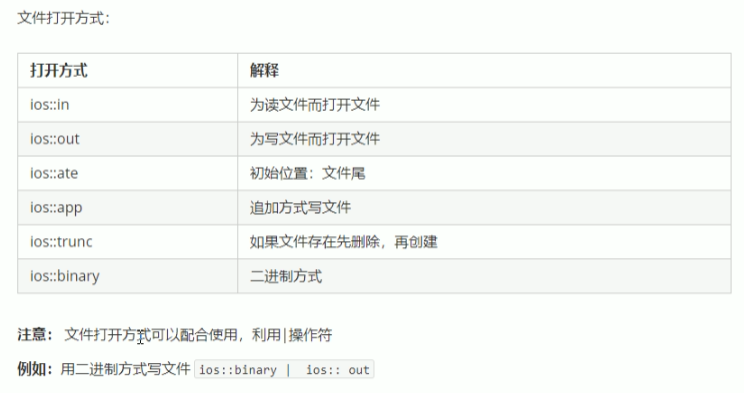 文件打开方式：
打开方式 解释
ios::in 为读文件而打开文件
ios::out 为写文件而打开文件
ios::ate 初始位置：文件尾
ios::app 追加方式写文件
ios::trunc 如果文件存在先删除，再创建
ios::binary 二进制方式
注意： 文件打开方式可以配合使用，利用|操作符
例如：用二进制方式写文件 ios::binary | ios:: out